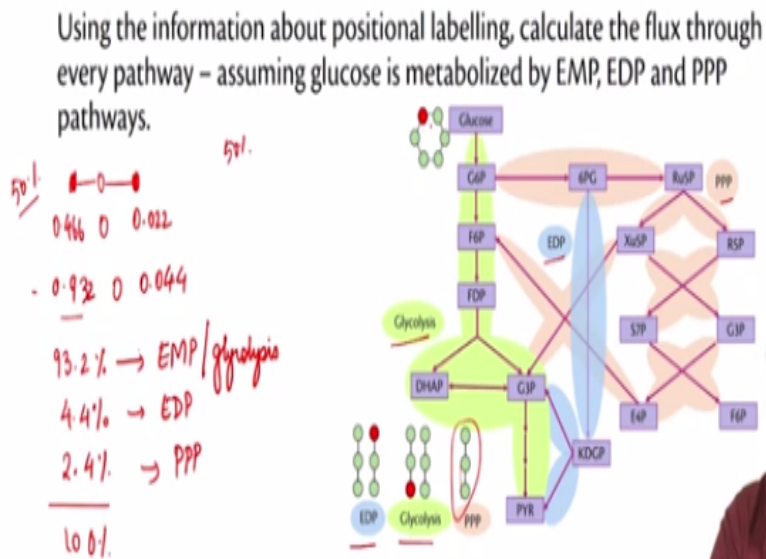 Using the information about positional labelling, calculate the flux through
every pathway – assuming glucose is metabolized by EMP, EDP and PPP
pathways.
50%
50%.
0.466 0 0.022
- 0.932 0 0.044
93.2% → EMP/glycolysis
4.4% → EDP
2.4% → PPP
100%
Glucose
G6P
6PG
RuSP
PPP
F6P
EDP
XuSP
R5P
FDP
Glycolysis
S7P
G3P
DHAP
G3P
E4P
F6P
KDGP
PYR
EDP
Glycolysis
PPP